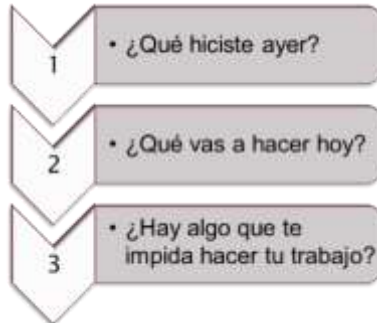 1
• ¿Qué hiciste ayer?
2
• ¿Qué vas a hacer hoy?
3
• ¿Hay algo que te
impida hacer tu trabajo?